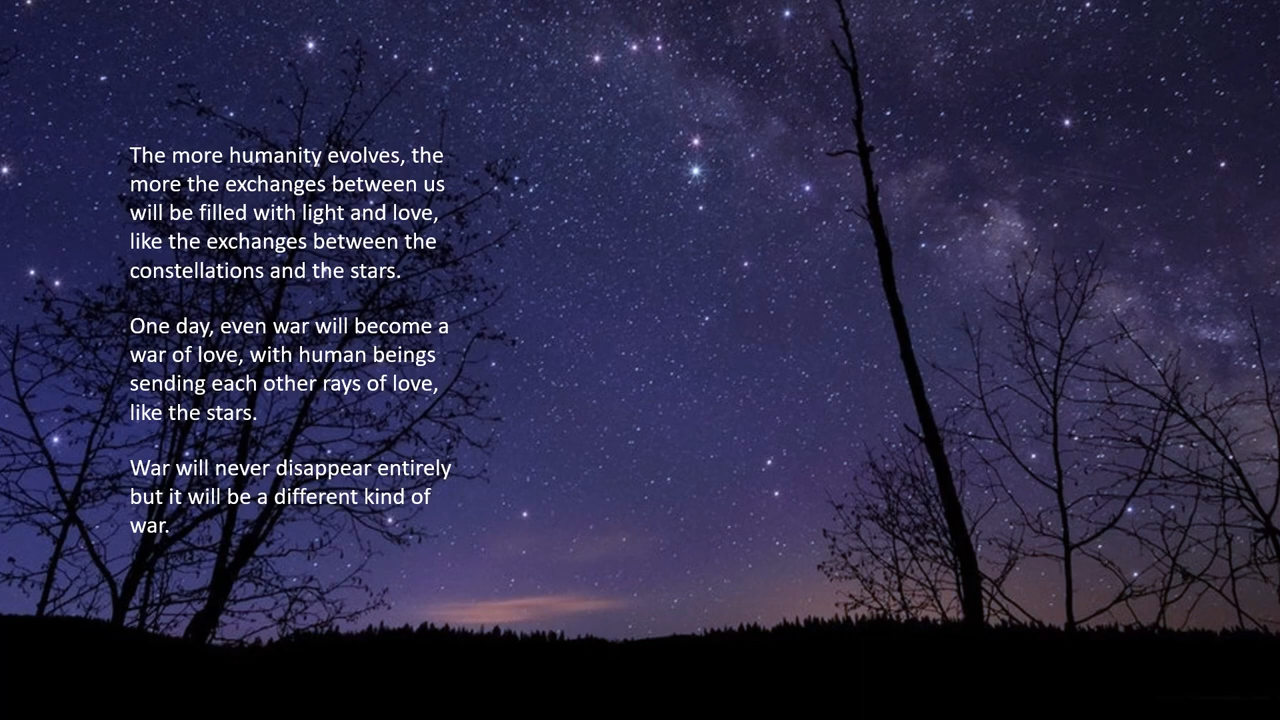 The more humanity evolves, the
more the exchanges between us
will be filled with light and love,
like the exchanges between the
constellations and the stars.
One day, even war will become a
war of love, with human beings
sending each other rays of love,
like the stars.
War will never disappear entirely
but it will be a different kind of
war.